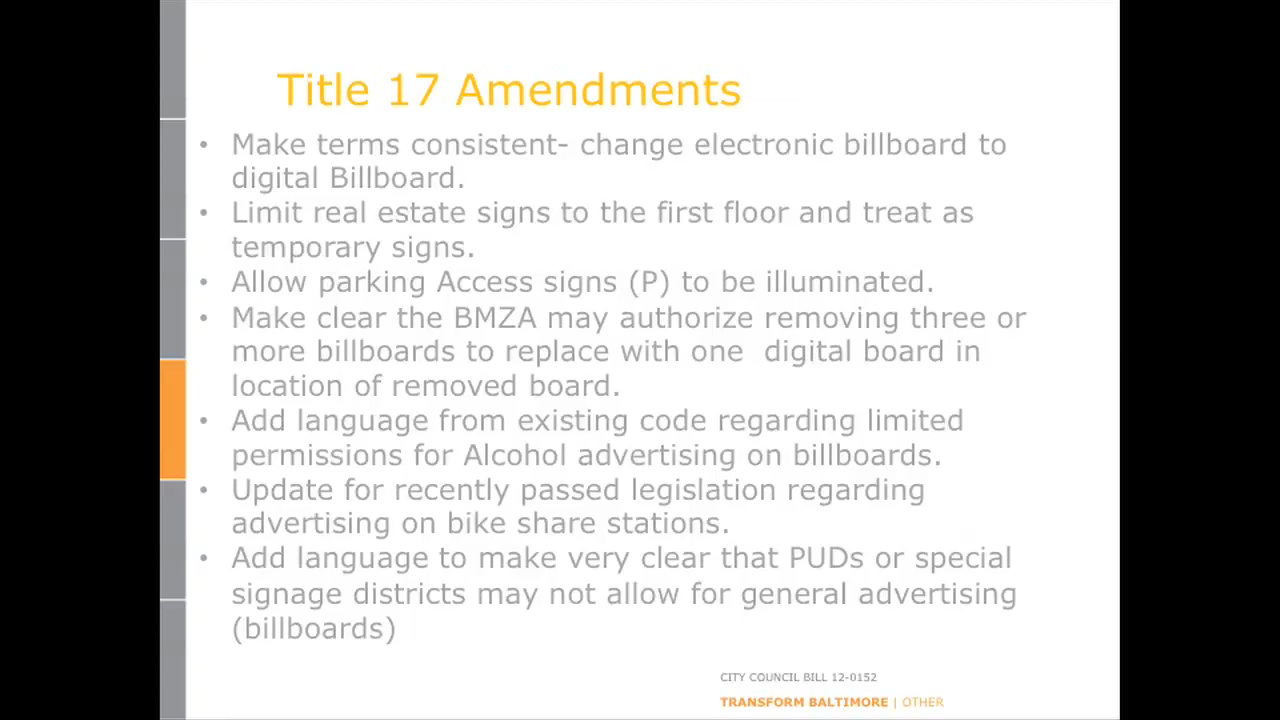 Title 17 Amendments
• Make terms consistent- change electronic billboard to
digital Billboard.
• Limit real estate signs to the first floor and treat as
temporary signs.
• Allow parking Access signs (P) to be illuminated.
• Make clear the BMZA may authorize removing three or
more billboards to replace with one  digital board in
location of removed board.
• Add language from existing code regarding limited
permissions for Alcohol advertising on billboards.
• Update for recently passed legislation regarding
advertising on bike share stations.
• Add language to make very clear that PUDs or special
signage districts may not allow for general advertising
(billboards)
CITY COUNCIL BILL 12-0152
TRANSFORM BALTIMORE | OTHER